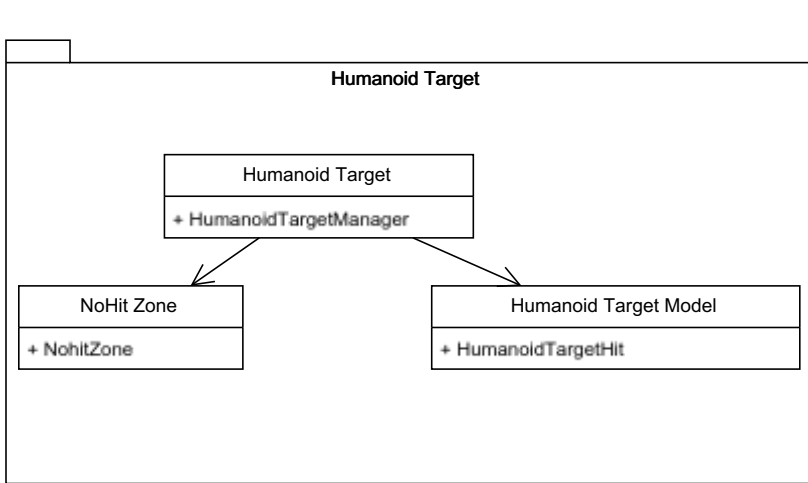 Humanoid Target
Humanoid Target
+ HumanoidTargetManager
NoHit Zone
+ NohitZone
Humanoid Target Model
+ HumanoidTargetHit